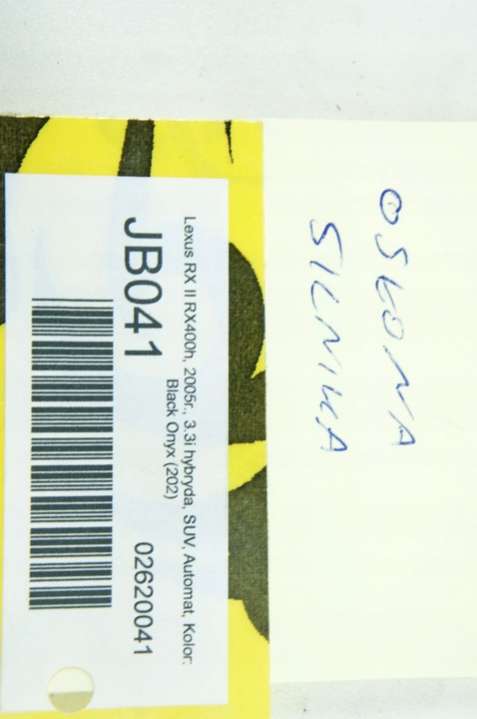 OSŁONA
SILNIKA
Lexus RX II RX400h, 2005r., 3.3i hybryda, SUV, Automat, Kolor:
Black Onyx (202)
JB041
02620041